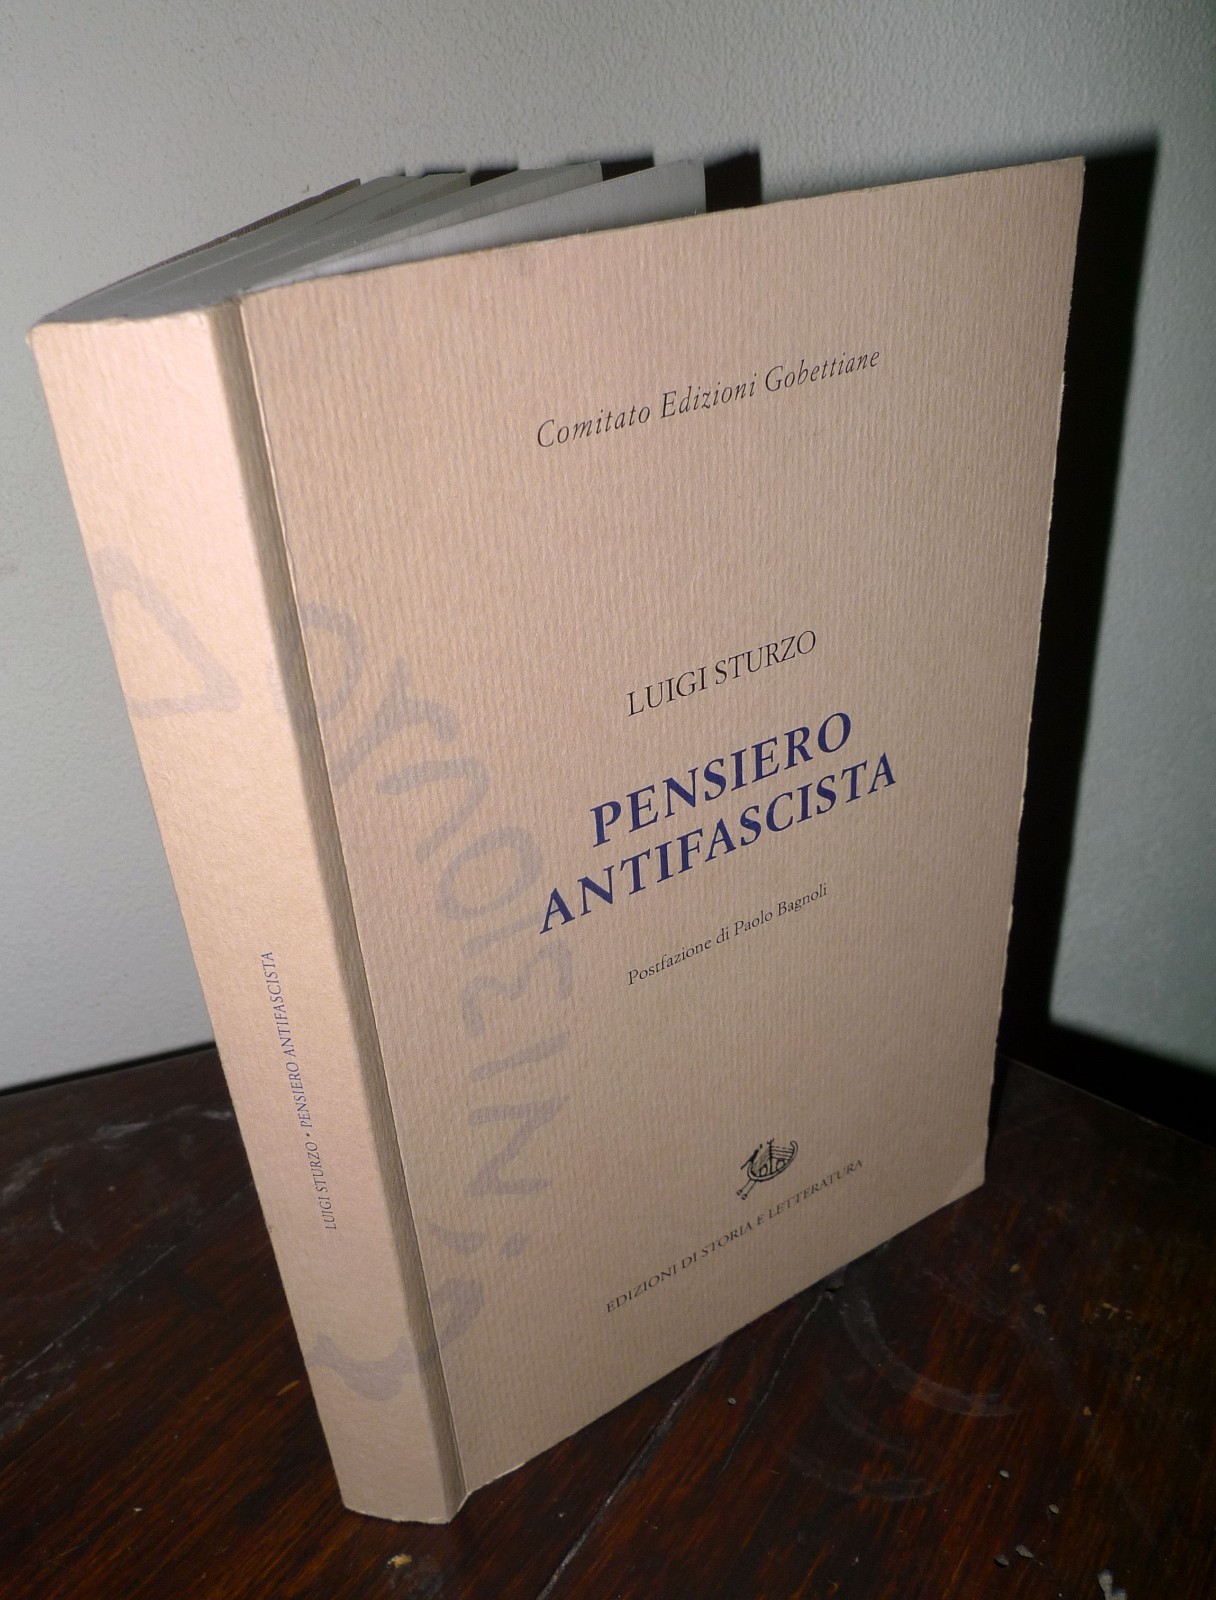 Comitato Edizioni Gobettiane
LUIGI STURZO
PENSIERO
ANTIFASCISTA
Postfazione di Paolo Bagnoli
EDIZIONI DI STORIA E LETTERATURA
LUIGI STURZO • PENSIERO ANTIFASCISTA